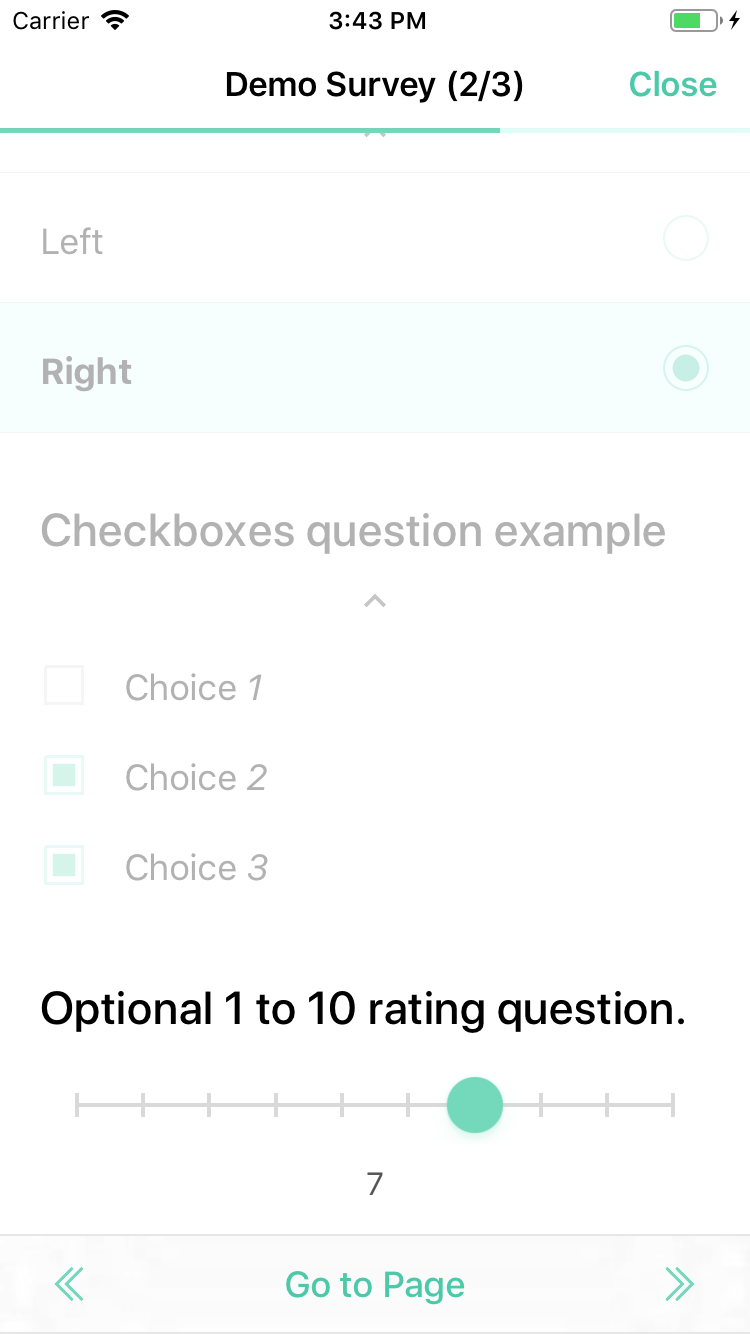 Carrier 3:43 PM
Demo Survey (2/3) Close
Left
Right
Checkboxes question example
Choice 1
Choice 2
Choice 3
Optional 1 to 10 rating question.
7
Go to Page